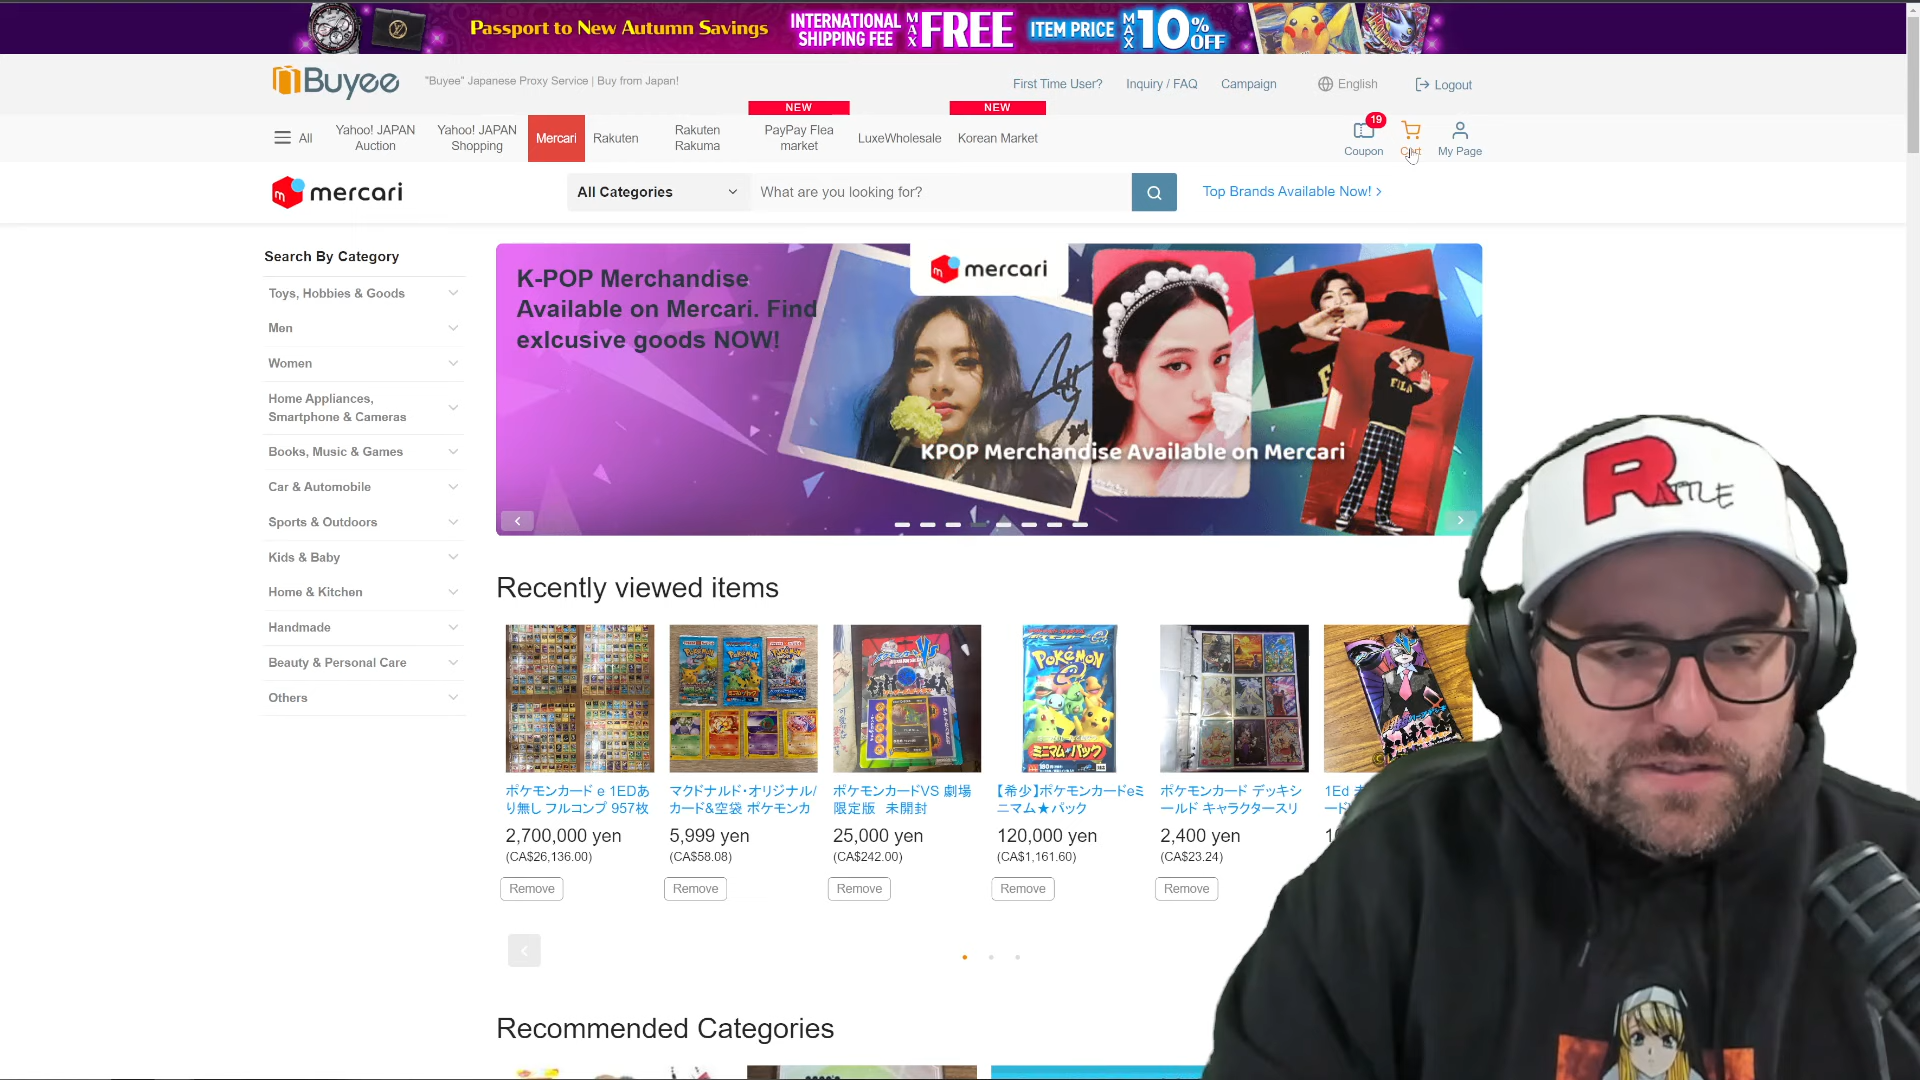 Passport to New Autumn Savings
INTERNATIONAL SHIPPING FEE MAX FREE
ITEM PRICE MAX 10% OFF
Buyee
"Buyee" Japanese Proxy Service | Buy from Japan!
First Time User?
Inquiry / FAQ
Campaign
English
Logout
All
Yahoo! JAPAN
Auction
Yahoo! JAPAN
Shopping
Mercari
Rakuten
Rakuten
Rakuma
NEW
PayPay Flea
market
LuxeWholesale
NEW
Korean Market
19
Coupon
Cart
My Page
mercari
All Categories
What are you looking for?
Top Brands Available Now! >
Search By Category
Toys, Hobbies & Goods
Men
Women
Home Appliances,
Smartphone & Cameras
Books, Music & Games
Car & Automobile
Sports & Outdoors
Kids & Baby
Home & Kitchen
Handmade
Beauty & Personal Care
Others
K-POP Merchandise
Available on Mercari. Find
exlcusive goods NOW!
mercari
FILA
KPOP Merchandise Available on Mercari
Recently viewed items
ポケモンカード e 1EDあ
り無し フルコンプ 957枚
2,700,000 yen
(CA$26,136.00)
Remove
マクドナルド・オリジナル/
カード&空袋 ポケモンカ
5,999 yen
(CA$58.08)
Remove
ポケモンカードVS 劇場
限定版 未開封
25,000 yen
(CA$242.00)
Remove
POKéMON
ミニマム・パック
【希少】ポケモンカードeミ
ニマム★パック
120,000 yen
(CA$1,161.60)
Remove
ポケモンカード デッキシ
ールド キャラクタースリ
2,400 yen
(CA$23.24)
Remove
1Ed
Recommended Categories